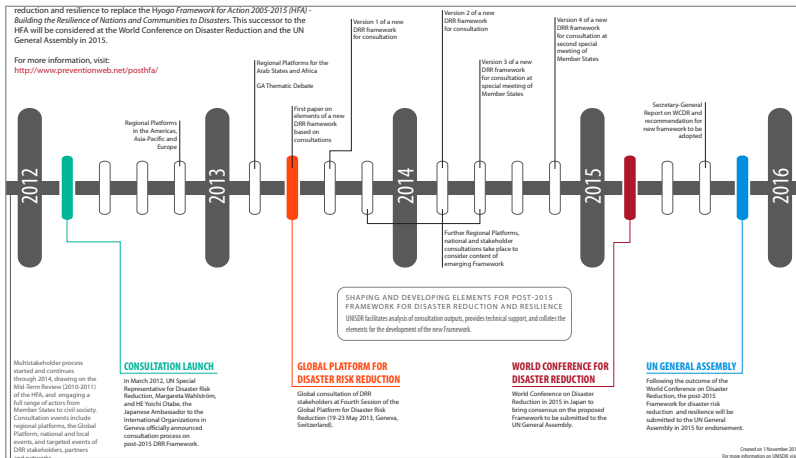 reduction and resilience to replace the Hyogo Framework for Action 2005-2015 (HFA) -
Building the Resilience of Nations and Communities to Disasters. This successor to the
HFA will be considered at the World Conference on Disaster Reduction and the UN
General Assembly in 2015.
For more information, visit:
http://www.preventionweb.net/posthfa/
Regional Platforms
in the Americas,
Asia-Pacific and
Europe
Regional Platforms for the
Arab States and Africa
GA Thematic Debate
First paper on
elements of a new
DRR framework
based on
consultations
Version 1 of a new
DRR framework
for consultation
Version 2 of a new
DRR framework
for consultation
Version 3 of a new
DRR framework
for consultation at
special meeting of
Member States
Version 4 of a new
DRR framework
for consultation at
second special
meeting of
Member States
Secretary-General
Report on WCDR and
recommendation for
new framework to be
adopted
2012
2013
2014
2015
2016
Further Regional Platforms,
national and stakeholder
consultations take place to
consider content of
emerging Framework
SHAPING AND DEVELOPING ELEMENTS FOR POST-2015
FRAMEWORK FOR DISASTER REDUCTION AND RESILIENCE
UNISDR facilitates analysis of consultation outputs, provides technical support, and collates the
elements for the development of the new Framework.
Multistakeholder process
started and continues
through 2014, drawing on the
Mid-Term Review (2010-2011)
of the HFA, and engaging a
full range of actors from
Member States to civil society.
Consultation events include
regional platforms, the Global
Platform, national and local
events, and targeted events of
DRR stakeholders, partners
and networks.
CONSULTATION LAUNCH
In March 2012, UN Special
Representative for Disaster Risk
Reduction, Margareta Wahlström,
and HE Yoichi Otabe, the
Japanese Ambassador to the
International Organizations in
Geneva officially announced
consultation process on
post-2015 DRR Framework.
GLOBAL PLATFORM FOR
DISASTER RISK REDUCTION
Global consultation of DRR
stakeholders at Fourth Session of the
Global Platform for Disaster Risk
Reduction (19-23 May 2013, Geneva,
Switzerland).
WORLD CONFERENCE FOR
DISASTER REDUCTION
World Conference on Disaster
Reduction in 2015 in Japan to
bring consensus on the proposed
Framework to be submitted to the
UN General Assembly.
UN GENERAL ASSEMBLY
Following the outcome of the
World Conference on Disaster
Reduction, the post-2015
Framework for disaster risk
reduction and resilience will be
submitted to the UN General
Assembly in 2015 for endorsement.
Created on 1 November 201
For more information on UNISDR, visi